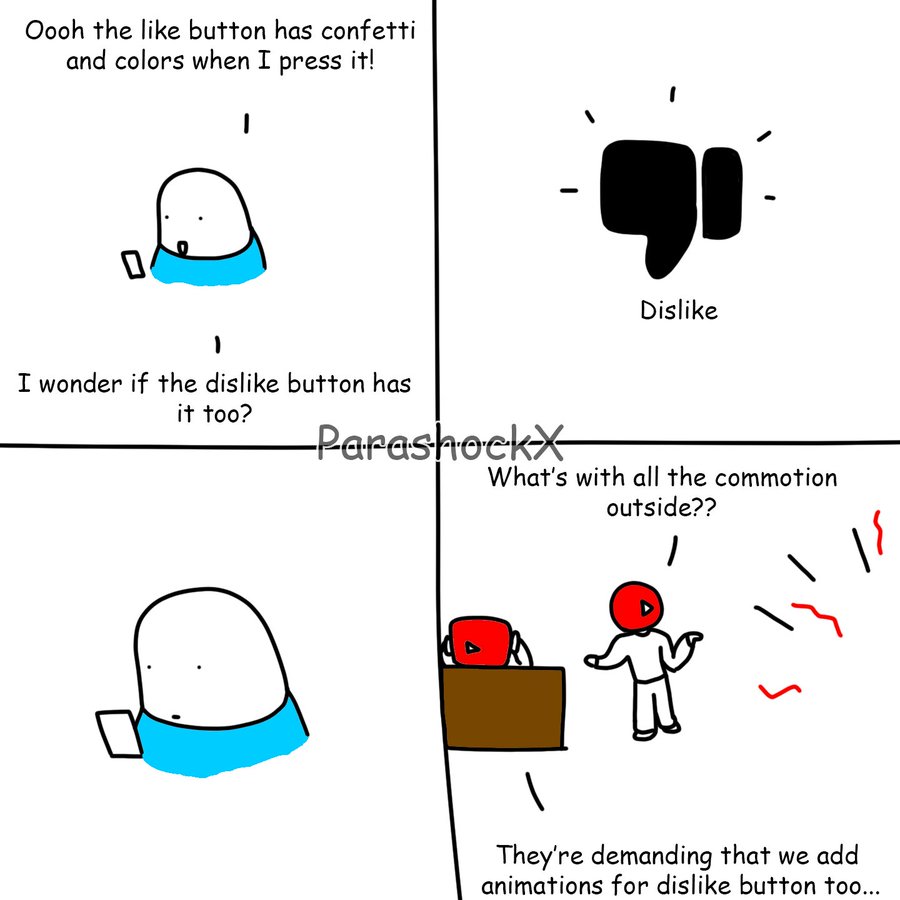 Oooh the like button has confetti
and colors when I press it!
I wonder if the dislike button has
it too?
Dislike
ParashockX
What's with all the commotion
outside??
They're demanding that we add
animations for dislike button too...